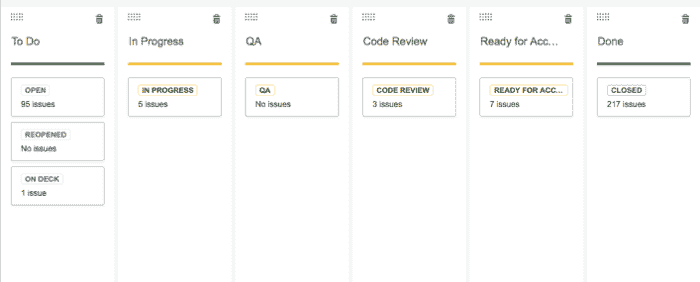 To Do
OPEN
95 issues
REOPENED
No issues
ON DECK
1 issue
In Progress
IN PROGRESS
5 issues
QA
QA
No issues
Code Review
CODE REVIEW
3 issues
Ready for Acc...
READY FOR ACC...
7 issues
Done
CLOSED
217 issues